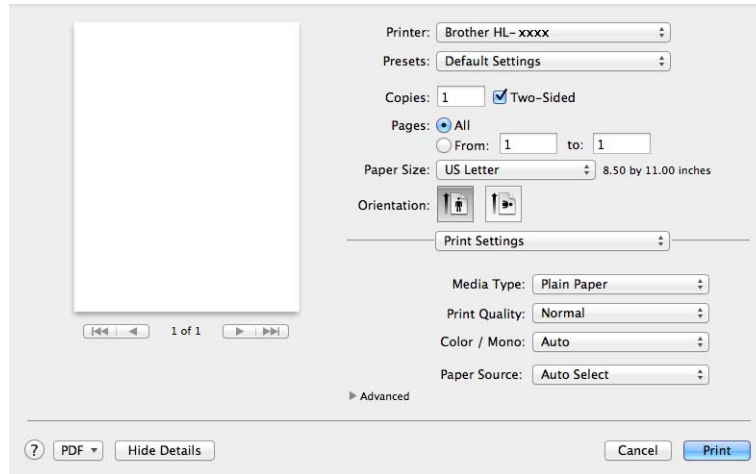 Printer: Brother HL-xxxx
Presets: Default Settings
Copies: 1 Two-Sided
Pages: All
From: 1 to: 1
Paper Size: US Letter 8.50 by 11.00 inches
Orientation:
Print Settings
Media Type: Plain Paper
1 of 1
Print Quality: Normal
Color / Mono: Auto
Paper Source: Auto Select
Advanced
? PDF Hide Details Cancel Print